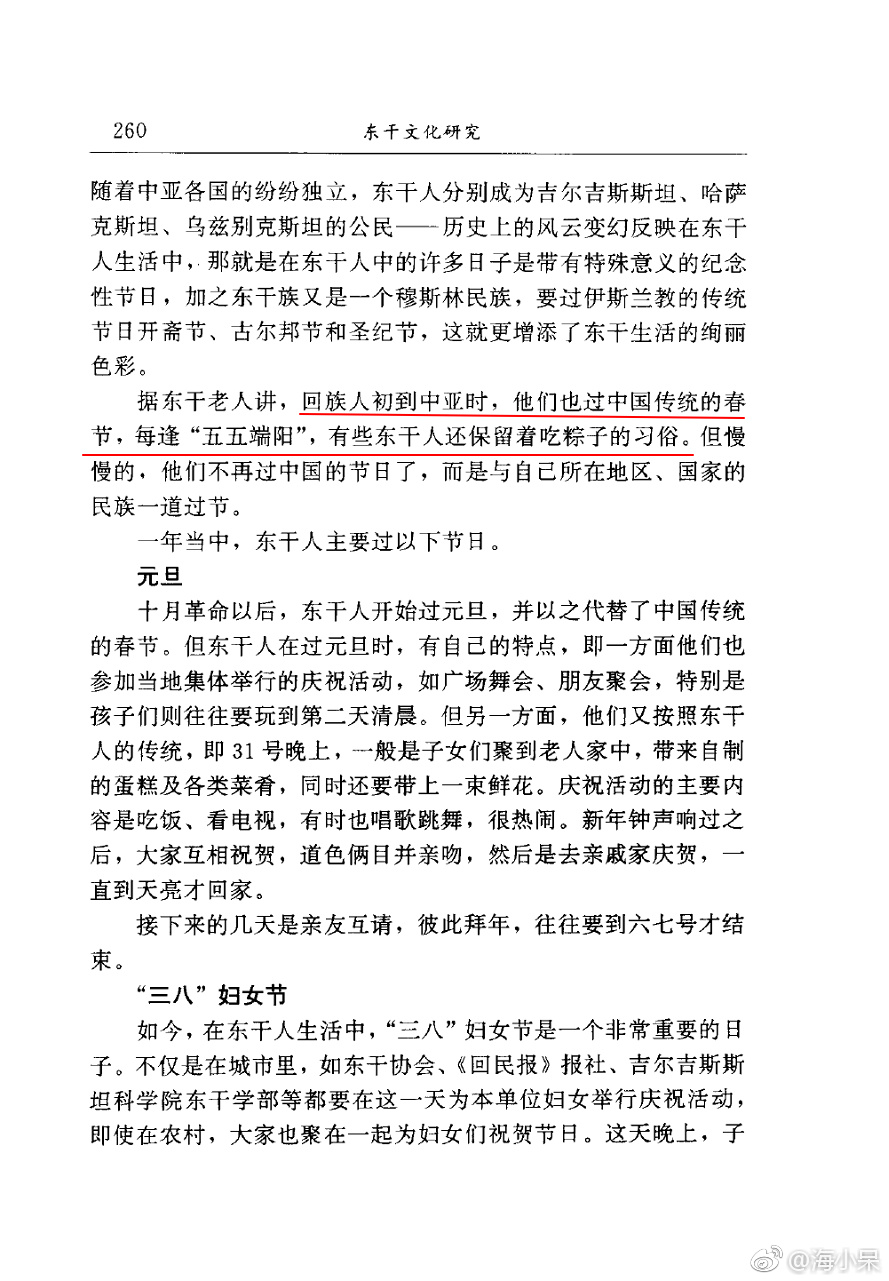 260
东干文化研究
随着中亚各国的纷纷独立，东干人分别成为吉尔吉斯斯坦、哈萨
克斯坦、乌兹别克斯坦的公民——历史上的风云变幻反映在东干
人生活中，那就是在东干人中的许多日子是带有特殊意义的纪念
性节日，加之东干族又是一个穆斯林民族，要过伊斯兰教的传统
节日开斋节、古尔邦节和圣纪节，这就更增添了东干生活的绚丽
色彩。
据东干老人讲，回族人初到中亚时，他们也过中国传统的春
节，每逢“五五端阳”，有些东干人还保留着吃粽子的习俗。但慢
慢的，他们不再过中国的节日了，而是与自己所在地区、国家的
民族一道过节。
一年当中，东干人主要过以下节日。
元旦
十月革命以后，东干人开始过元旦，并以之代替了中国传统
的春节。但东干人在过元旦时，有自己的特点，即一方面他们也
参加当地集体举行的庆祝活动，如广场舞会、朋友聚会，特别是
孩子们则往往要玩到第二天清晨。但另一方面，他们又按照东干
人的传统，即 31 号晚上，一般是子女们聚到老人家中，带来自制
的蛋糕及各类菜肴，同时还要带上一束鲜花。庆祝活动的主要内
容是吃饭、看电视，有时也唱歌跳舞，很热闹。新年钟声响过之
后，大家互相祝贺，道色俩目并亲吻，然后是去亲戚家庆贺，一
直到天亮才回家。
接下来的几天是亲友互请，彼此拜年，往往要到六七号才结
束。
“三八”妇女节
如今，在东干人生活中，“三八”妇女节是一个非常重要的日
子。不仅是在城市里，如东干协会、《回民报》报社、吉尔吉斯斯
坦科学院东干学部等都要在这一天为本单位妇女举行庆祝活动，
即使在农村，大家也聚在一起为妇女们祝贺节日。这天晚上，子
@海小呆